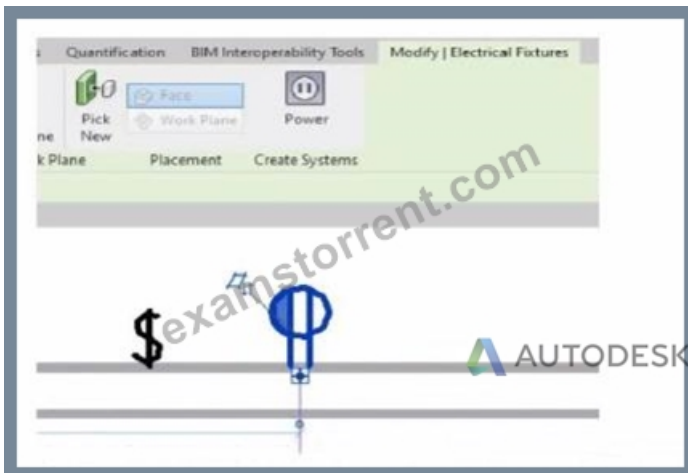 s Quantification BIM Interoperability Tools Modify | Electrical Fixtures
Face
Pick Work Plane Power
ne New
k Plane Placement Create Systems
examstorrent.com
$
AUTODESK